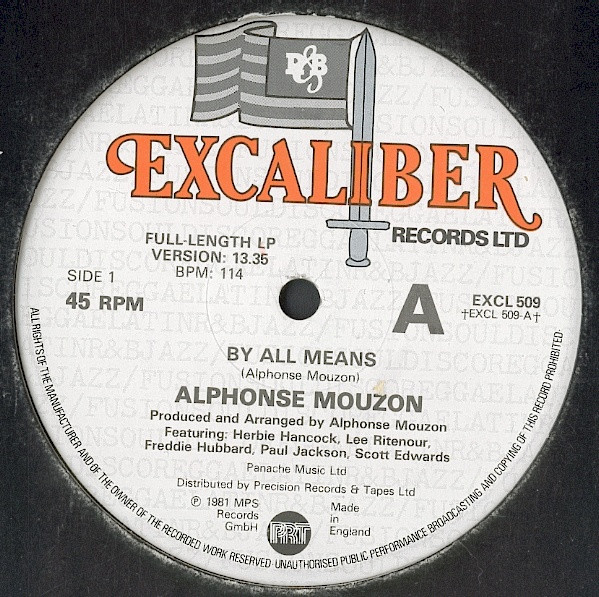 R&B
EXCALIBER
RECORDS LTD
FULL-LENGTH LP
VERSION: 13.35
BPM: 114
SIDE 1
45 RPM
A
EXCL 509
†EXCL 509-A†
BY ALL MEANS
(Alphonse Mouzon)
ALPHONSE MOUZON
Produced and Arranged by Alphonse Mouzon
Featuring: Herbie Hancock, Lee Ritenour,
Freddie Hubbard, Paul Jackson, Scott Edwards
Panache Music Ltd
Distributed by Precision Records & Tapes Ltd
℗ 1981 MPS
Records
GmbH
Made
in
England
PRT
ALL RIGHTS OF THE MANUFACTURER AND OF THE OWNER OF THE RECORDED WORK RESERVED·UNAUTHORISED PUBLIC PERFORMANCE BROADCASTING AND COPYING OF THIS RECORD PROHIBITED·